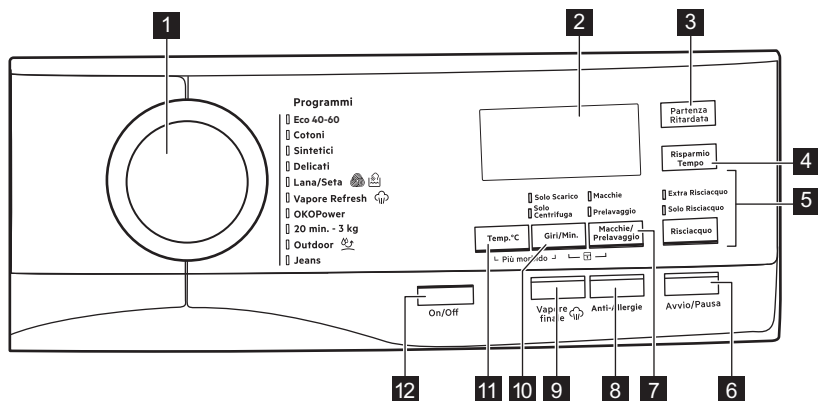 1
2
3
Programmi
Eco 40-60
Cotoni
Sintetici
Delicati
Lana/Seta
Vapore Refresh
OKOPower
20 min. - 3 kg
Outdoor
Jeans
Partenza
Ritardata
Risparmio
Tempo
4
5
Solo Scarico
Macchie
Solo
Centrifuga
Prelavaggio
Extra Risciacquo
Solo Risciacquo
Temp.°C
Giri/Min.
Macchie/
Prelavaggio
Risciacquo
Più morbido
On/Off
Vapore
finale
Anti-Allergie
Avvio/Pausa
12
11
10
9
8
7
6